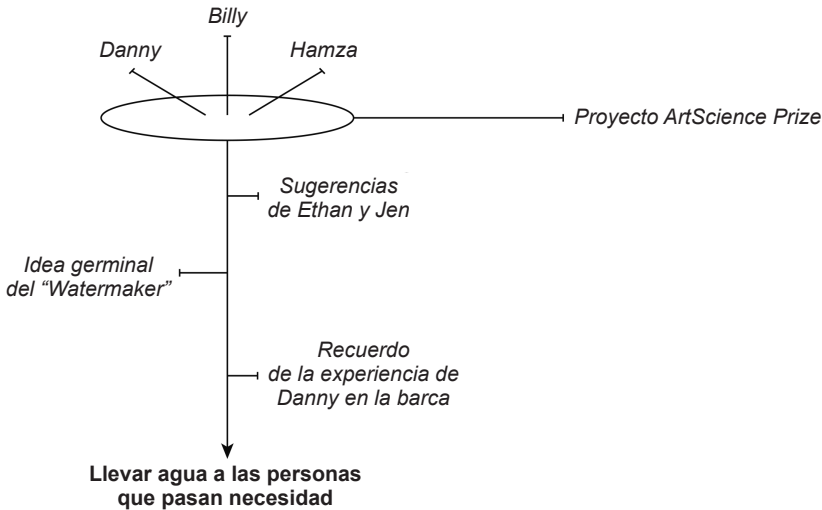 Billy
Danny
Hamza
Proyecto ArtScience Prize
Sugerencias
de Ethan y Jen
Idea germinal
del “Watermaker”
Recuerdo
de la experiencia de
Danny en la barca
Llevar agua a las personas
que pasan necesidad